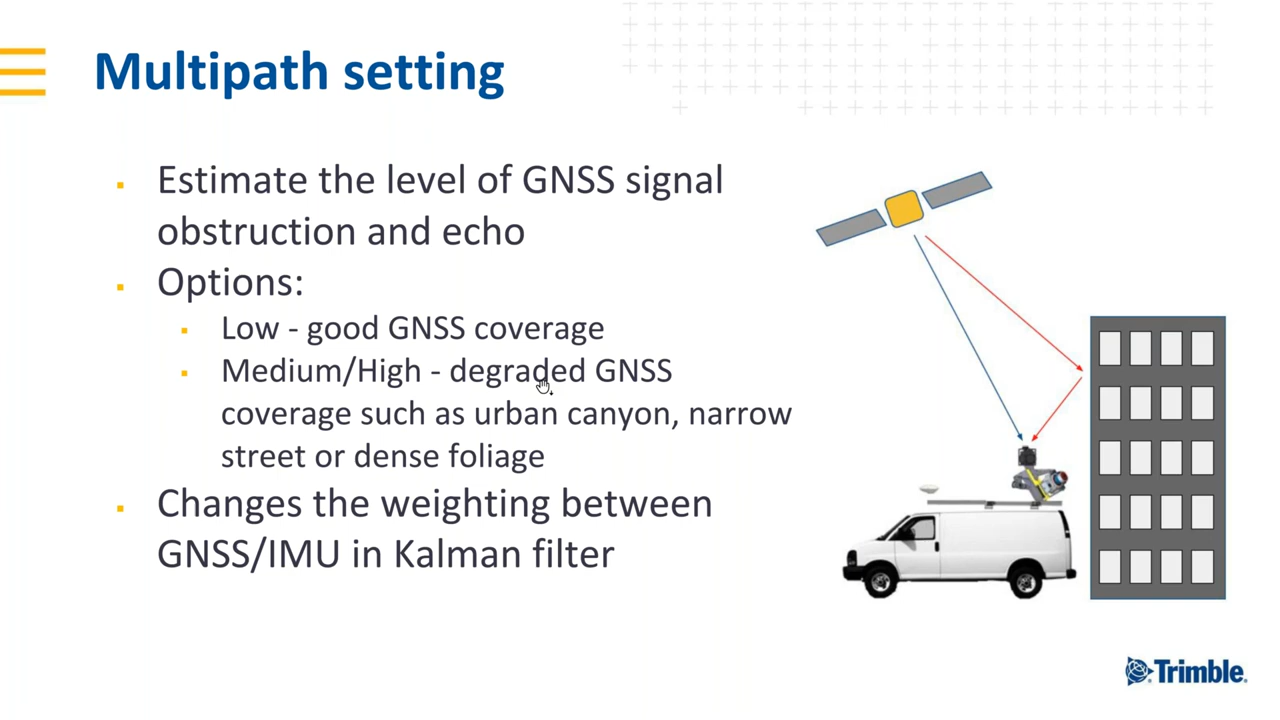 Multipath setting
Estimate the level of GNSS signal
obstruction and echo
Options:
Low - good GNSS coverage
Medium/High - degraded GNSS
coverage such as urban canyon, narrow
street or dense foliage
Changes the weighting between
GNSS/IMU in Kalman filter
Trimble.